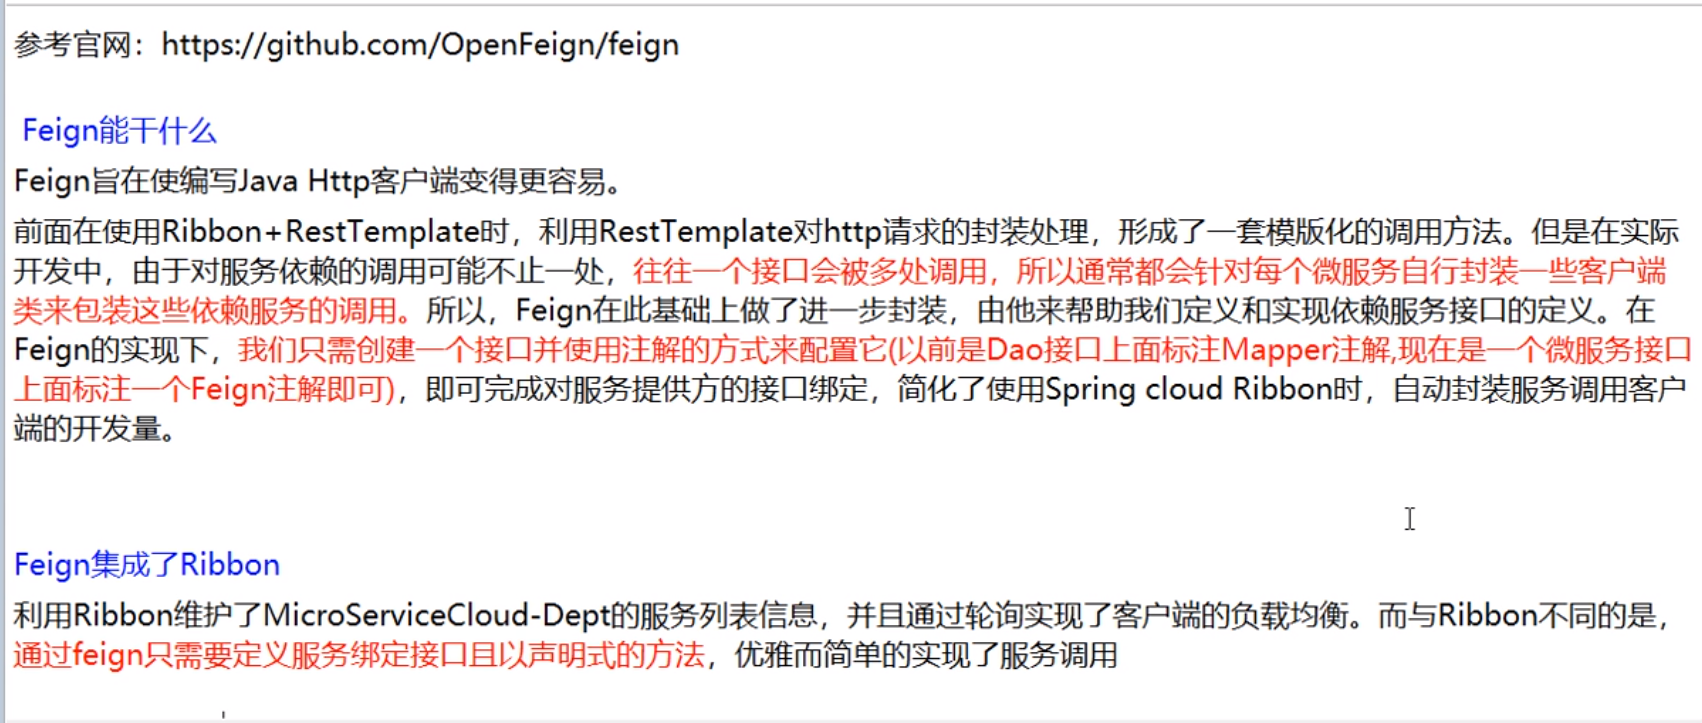 参考官网：https://github.com/OpenFeign/feign
Feign能干什么
Feign旨在使编写Java Http客户端变得更容易。
前面在使用Ribbon+RestTemplate时，利用RestTemplate对http请求的封装处理，形成了一套模版化的调用方法。但是在实际
开发中，由于对服务依赖的调用可能不止一处，往往一个接口会被多处调用，所以通常都会针对每个微服务自行封装一些客户端
类来包装这些依赖服务的调用。所以，Feign在此基础上做了进一步封装，由他来帮助我们定义和实现依赖服务接口的定义。在
Feign的实现下，我们只需创建一个接口并使用注解的方式来配置它(以前是Dao接口上面标注Mapper注解,现在是一个微服务接口
上面标注一个Feign注解即可)，即可完成对服务提供方的接口绑定，简化了使用Spring cloud Ribbon时，自动封装服务调用客户
端的开发量。
Feign集成了Ribbon
利用Ribbon维护了MicroServiceCloud-Dept的服务列表信息，并且通过轮询实现了客户端的负载均衡。而与Ribbon不同的是，
通过feign只需要定义服务绑定接口且以声明式的方法，优雅而简单的实现了服务调用